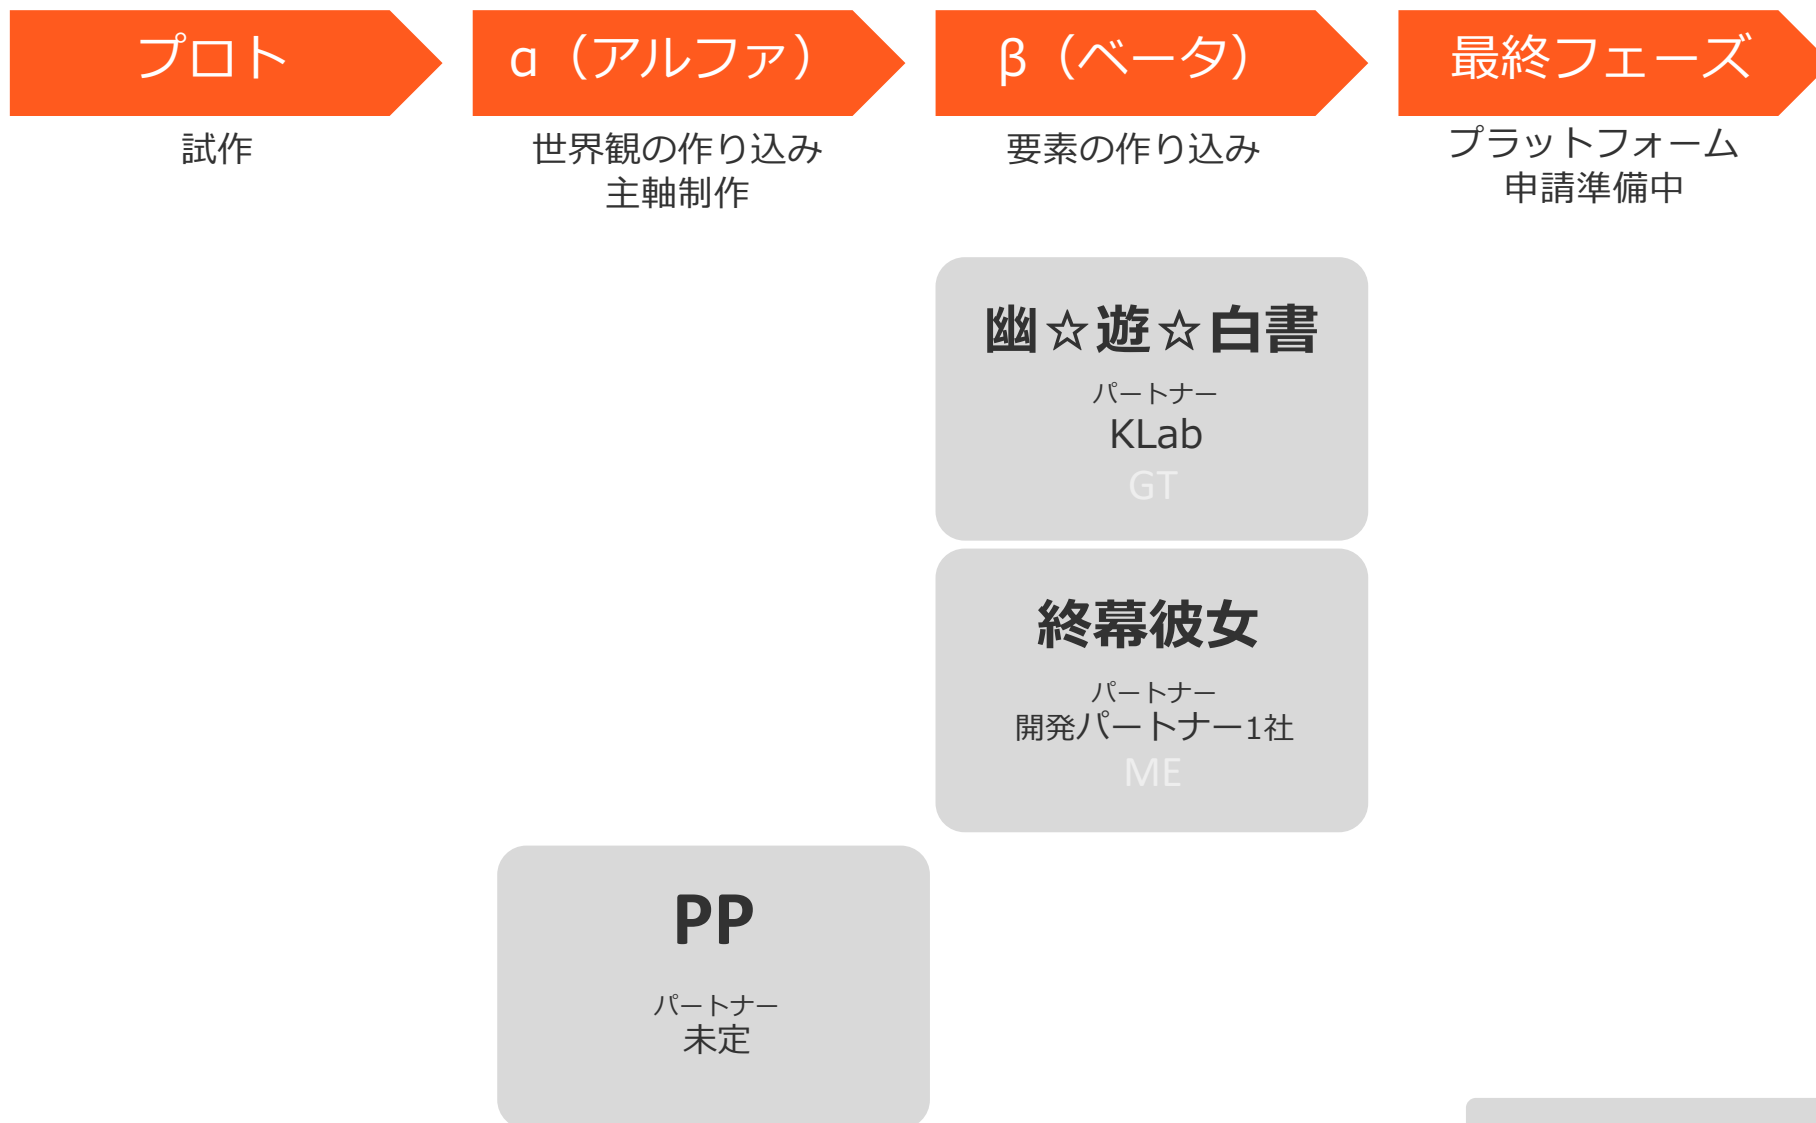 プロト
α（アルファ）
β（ベータ）
最終フェーズ
試作
世界観の作り込み
主軸制作
要素の作り込み
プラットフォーム
申請準備中
幽☆遊☆白書
パートナー
KLab
GT
終幕彼女
パートナー
開発パートナー1社
ME
PP
パートナー
未定